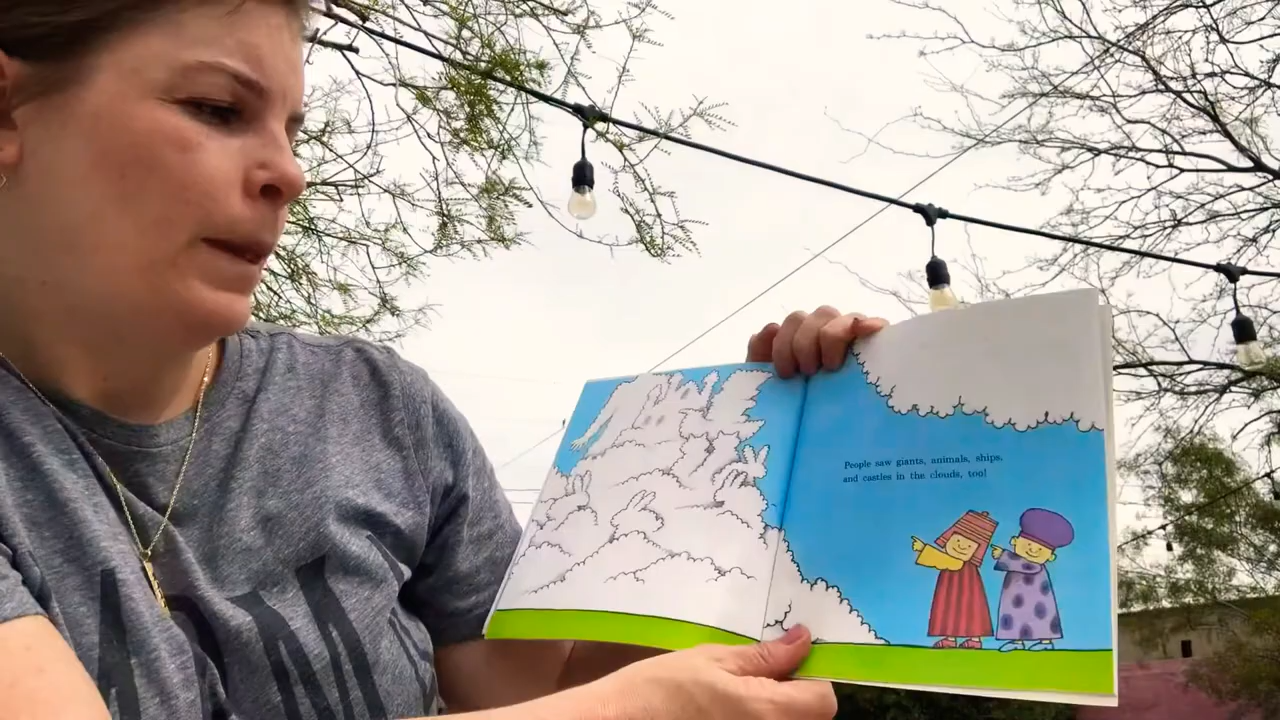 People saw giants, animals, ships,
and castles in the clouds, too!